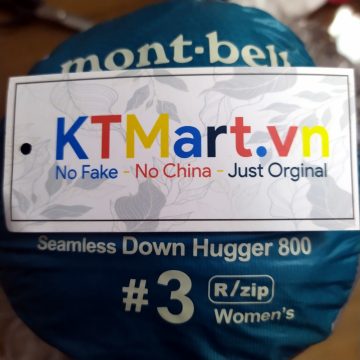 mont-bell
KTMart.vn
No Fake - No China - Just Orginal
Seamless Down Hugger 800
#3 R/zip
Women's